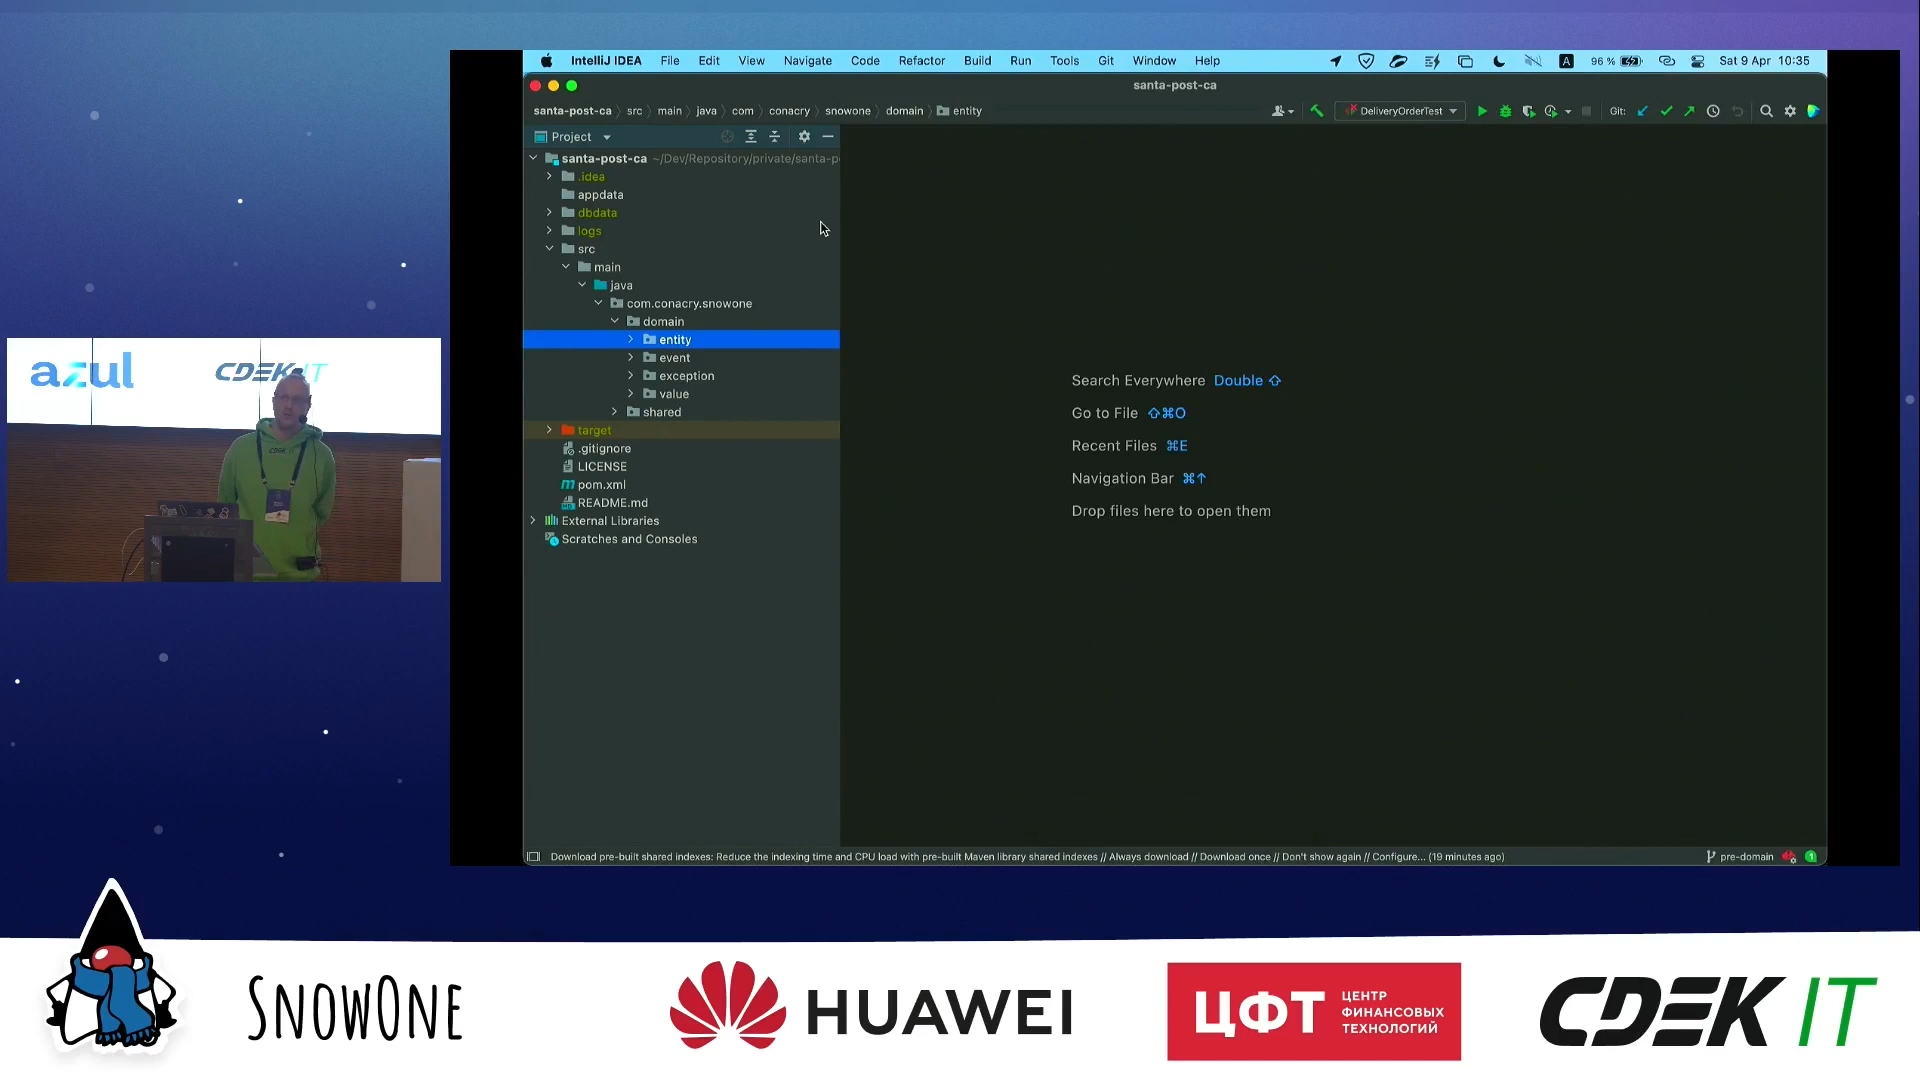 IntelliJ IDEA File Edit View Navigate Code Refactor Build Run Tools Git Window Help A 96 % Sat 9 Apr 10:35
santa-post-ca
santa-post-ca src main java com conacry snowone domain entity DeliveryOrderTest Git:
Project
santa-post-ca ~/Dev/Repository/private/santa-p
.idea
appdata
dbdata
logs
src
main
java
com.conacry.snowone
domain
entity
event
exception
value
shared
target
.gitignore
LICENSE
pom.xml
README.md
External Libraries
Scratches and Consoles
Search Everywhere Double ⇧
Go to File ⇧⌘O
Recent Files ⌘E
Navigation Bar ⌘↑
Drop files here to open them
Download pre-built shared indexes: Reduce the indexing time and CPU load with pre-built Maven library shared indexes // Always download // Download once // Don't show again // Configure... (19 minutes ago) pre-domain 1
azul CDEK IT
CDEK IT
SNOWONE
HUAWEI
ЦФТ
ЦЕНТР
ФИНАНСОВЫХ
ТЕХНОЛОГИЙ
CDEK IT